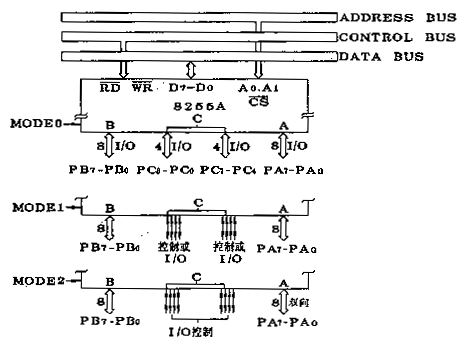 ADDRESS BUS
CONTROL BUS
DATA BUS
RD WR D7-D0 A0.A1
CS
8255A
C
MODE0 B A
8 I/O 4 I/O 4 I/O 8 I/O
PB7-PB0 PC3-PC0 PC7-PC4 PA7-PA0
MODE1 B C A
8 控制或 控制或 8
PB7-PB0 I/O I/O PA7-PA0
MODE2 B C A
8 8 双向
PB7-PB0 PA7-PA0
I/O控制